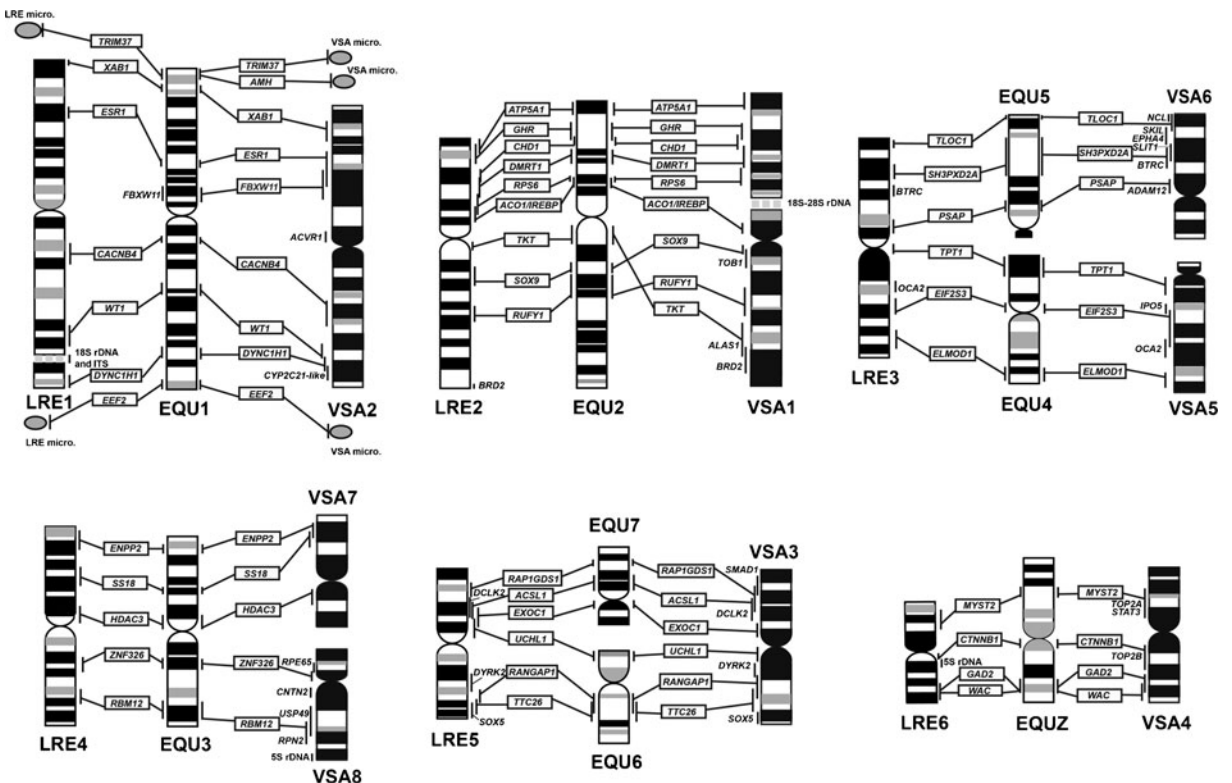 LRE micro.
TRIM37
XAB1
ESR1
FBXW11
CACNB4
WT1
18S rDNA
and ITS
DYNC1H1
EEF2
LRE1
LRE micro.
EQU1
VSA micro.
TRIM37
VSA micro.
AMH
XAB1
ESR1
FBXW11
ACVR1
CACNB4
WT1
DYNC1H1
CYP2C21-like
EEF2
VSA2
VSA micro.
ATP5A1
GHR
CHD1
DMRT1
RPS6
ACO1/IREBP
TKT
SOX9
RUFY1
BRD2
LRE2
EQU2
ATP5A1
GHR
CHD1
DMRT1
RPS6
ACO1/IREBP
18S-28S rDNA
SOX9
TOB1
RUFY1
TKT
ALAS1
BRD2
VSA1
EQU5
VSA6
TLOC1
SH3PXD2A
BTRC
PSAP
TPT1
OCA2
EIF2S3
ELMOD1
LRE3
EQU4
TLOC1
NCL
SKIL
EPHA4
SLIT1
SH3PXD2A
BTRC
PSAP
ADAM12
TPT1
IPO5
EIF2S3
OCA2
ELMOD1
VSA5
VSA7
ENPP2
SS18
HDAC3
ZNF326
RBM12
LRE4
EQU3
ENPP2
SS18
HDAC3
ZNF326
RPE65
CNTN2
USP49
RBM12
RPN2
5S rDNA
VSA8
EQU7
VSA3
RAP1GDS1
DCLK2
ACSL1
EXOC1
UCHL1
DYRK2
RANGAP1
TTC26
SOX5
LRE5
EQU6
SMAD1
RAP1GDS1
ACSL1
DCLK2
EXOC1
UCHL1
DYRK2
RANGAP1
TTC26
SOX5
MYST2
CTNNB1
5S rDNA
GAD2
WAC
LRE6
EQUZ
MYST2
TOP2A
STAT3
CTNNB1
TOP2B
GAD2
WAC
VSA4